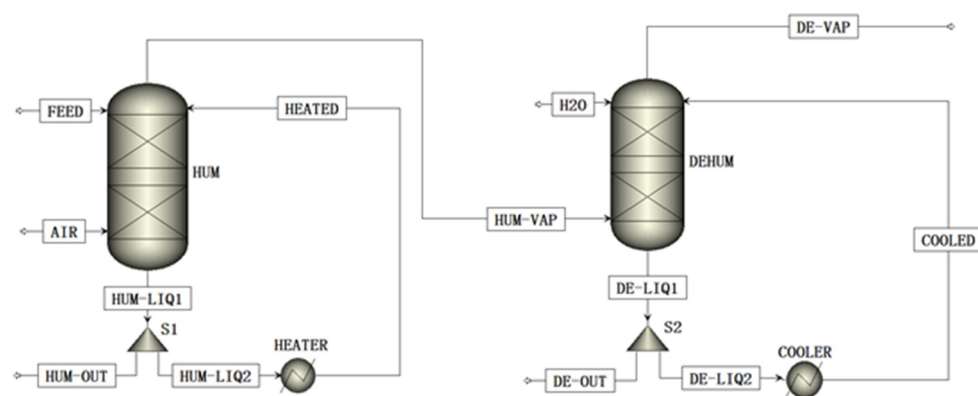 DE-VAP
FEED
HEATED
H2O
HUM
DEHUM
AIR
HUM-VAP
COOLED
HUM-LIQ1
DE-LIQ1
S1
S2
HEATER
COOLER
HUM-OUT
HUM-LIQ2
DE-OUT
DE-LIQ2